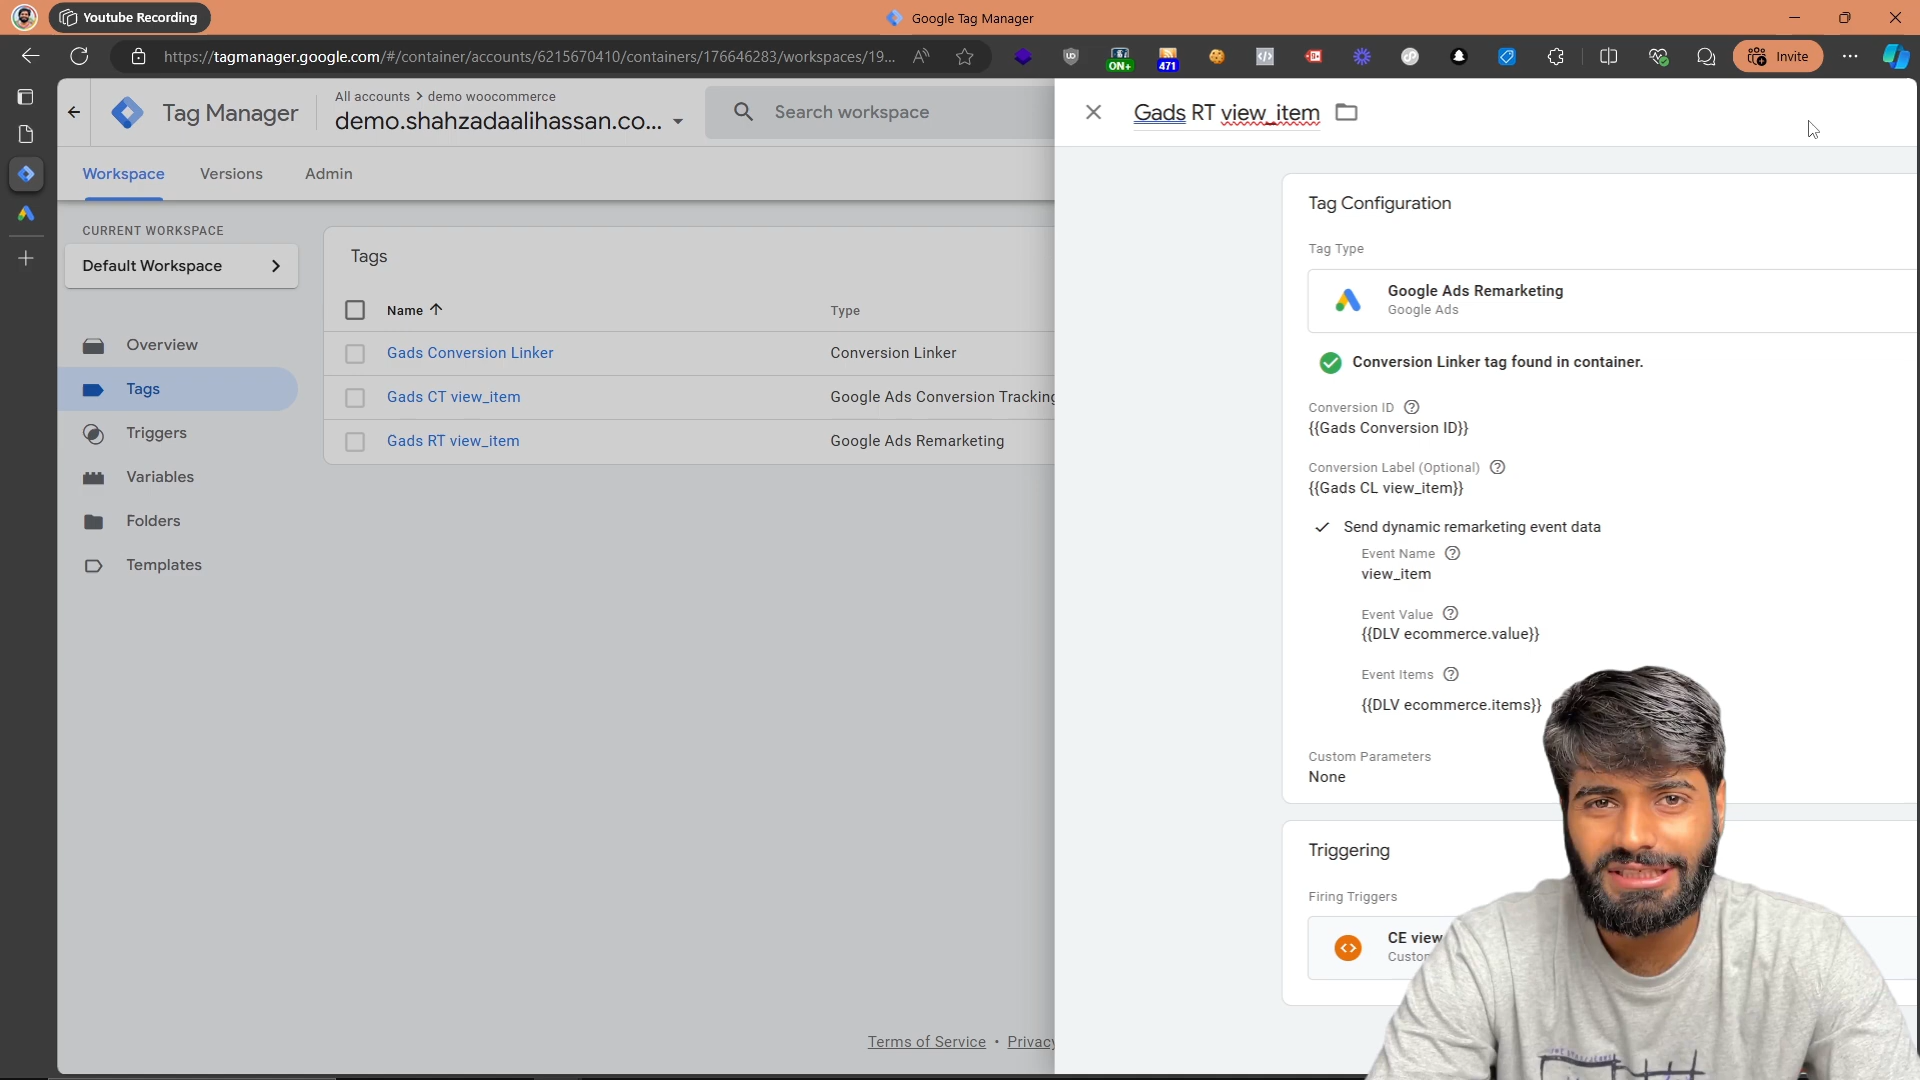 Youtube Recording
Google Tag Manager
https://tagmanager.google.com/#/container/accounts/6215670410/containers/176646283/workspaces/19...
ON+
471
Invite
Tag Manager
All accounts > demo woocommerce
demo.shahzadaalihassan.co...
Search workspace
Gads RT view_item
Workspace
Versions
Admin
CURRENT WORKSPACE
Default Workspace
Overview
Tags
Triggers
Variables
Folders
Templates
Tags
Name
Type
Gads Conversion Linker
Conversion Linker
Gads CT view_item
Google Ads Conversion Tracking
Gads RT view_item
Google Ads Remarketing
Terms of Service • Privacy
Tag Configuration
Tag Type
Google Ads Remarketing
Google Ads
Conversion Linker tag found in container.
Conversion ID
{{Gads Conversion ID}}
Conversion Label (Optional)
{{Gads CL view_item}}
Send dynamic remarketing event data
Event Name
view_item
Event Value
{{DLV ecommerce.value}}
Event Items
{{DLV ecommerce.items}}
Custom Parameters
None
Triggering
Firing Triggers
CE view